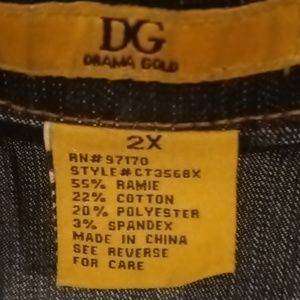 DG
DRAMA GOLD
2X
RN# 97170
STYLE# CT3568X
55% RAMIE
22% COTTON
20% POLYESTER
3% SPANDEX
MADE IN CHINA
SEE REVERSE
FOR CARE